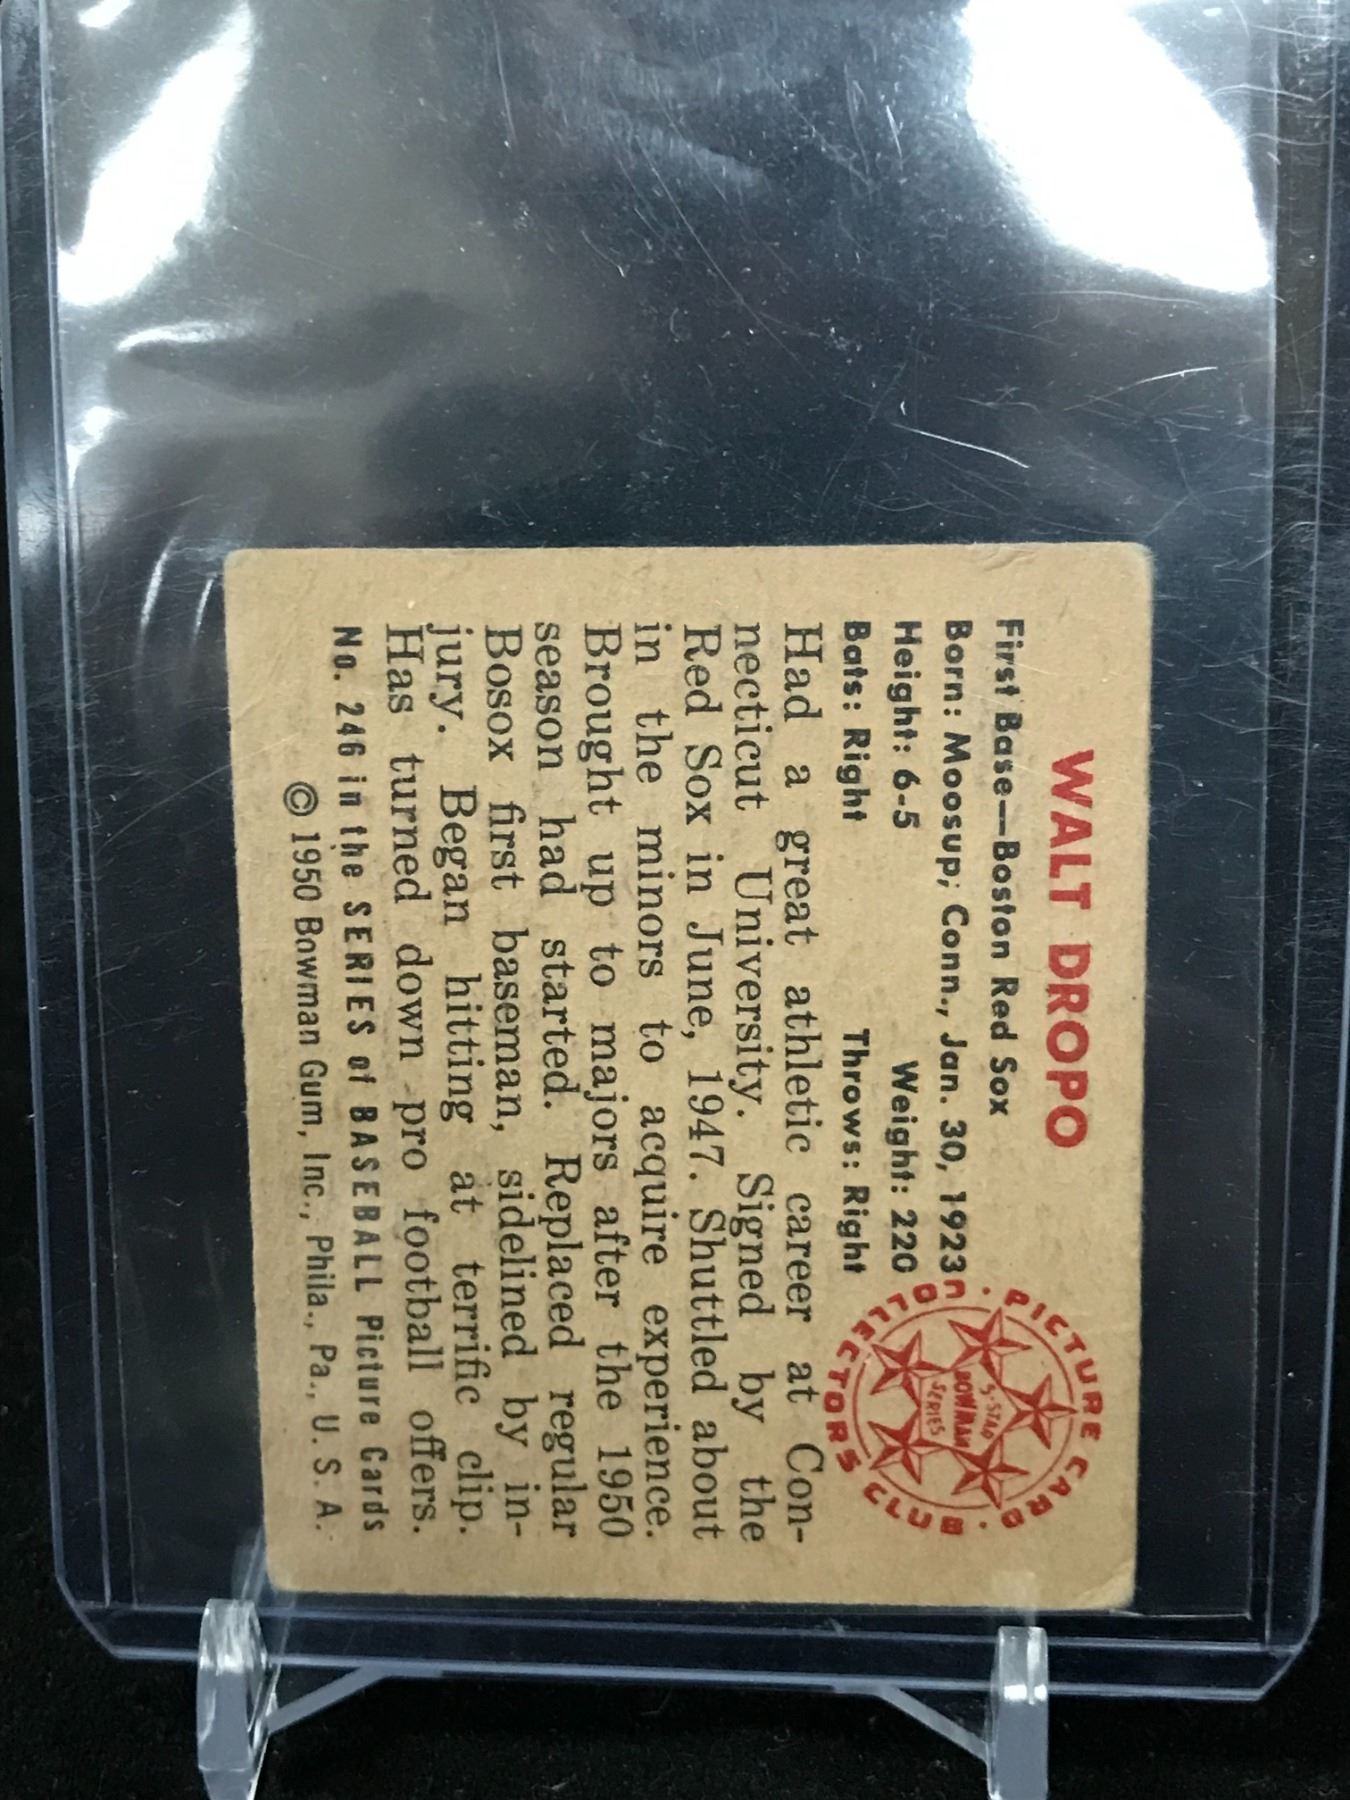 WALT DROPO
First Base—Boston Red Sox
Born: Moosup; Conn., Jan. 30, 1923
Height: 6-5 Weight: 220
Bats: Right Throws: Right
PICTURE CARD · COLLECTORS CLUB ·
5-STAR
BOWMAN
SERIES
Had a great athletic career at Con-
necticut University. Signed by the
Red Sox in June, 1947. Shuttled about
in the minors to acquire experience.
Brought up to majors after the 1950
season had started. Replaced regular
Bosox first baseman, sidelined by in-
jury. Began hitting at terrific clip.
Has turned down pro football offers.
No. 246 in the SERIES of BASEBALL Picture Cards
© 1950 Bowman Gum, Inc., Phila., Pa., U. S. A.